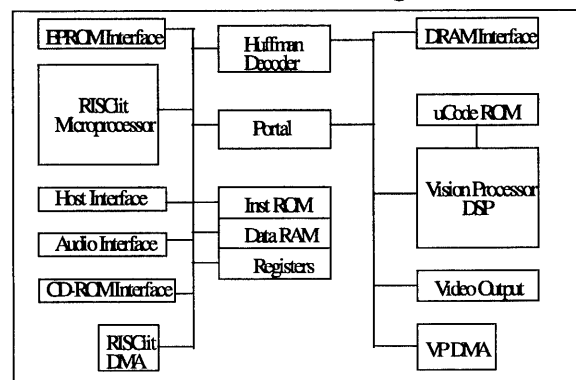 EPROM Interface
RISCiit
Microprocessor
Host Interface
Audio Interface
CD-ROM Interface
RISCiit
DMA
Huffman
Decoder
Portal
Inst ROM
Data RAM
Registers
DRAM Interface
uCode ROM
Vision Processor
DSP
Video Output
VP DMA